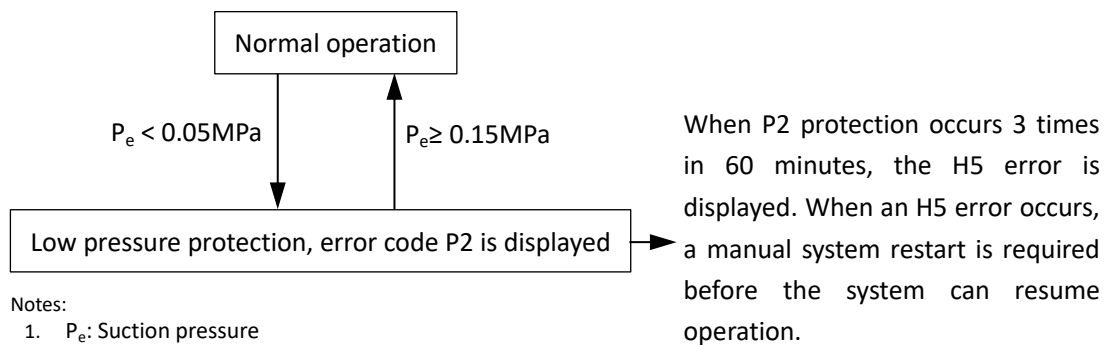 Normal operation
Pₑ < 0.05MPa
Pₑ≥ 0.15MPa
Low pressure protection, error code P2 is displayed
When P2 protection occurs 3 times
in 60 minutes, the H5 error is
displayed. When an H5 error occurs,
a manual system restart is required
before the system can resume
operation.
Notes:
1. Pₑ: Suction pressure